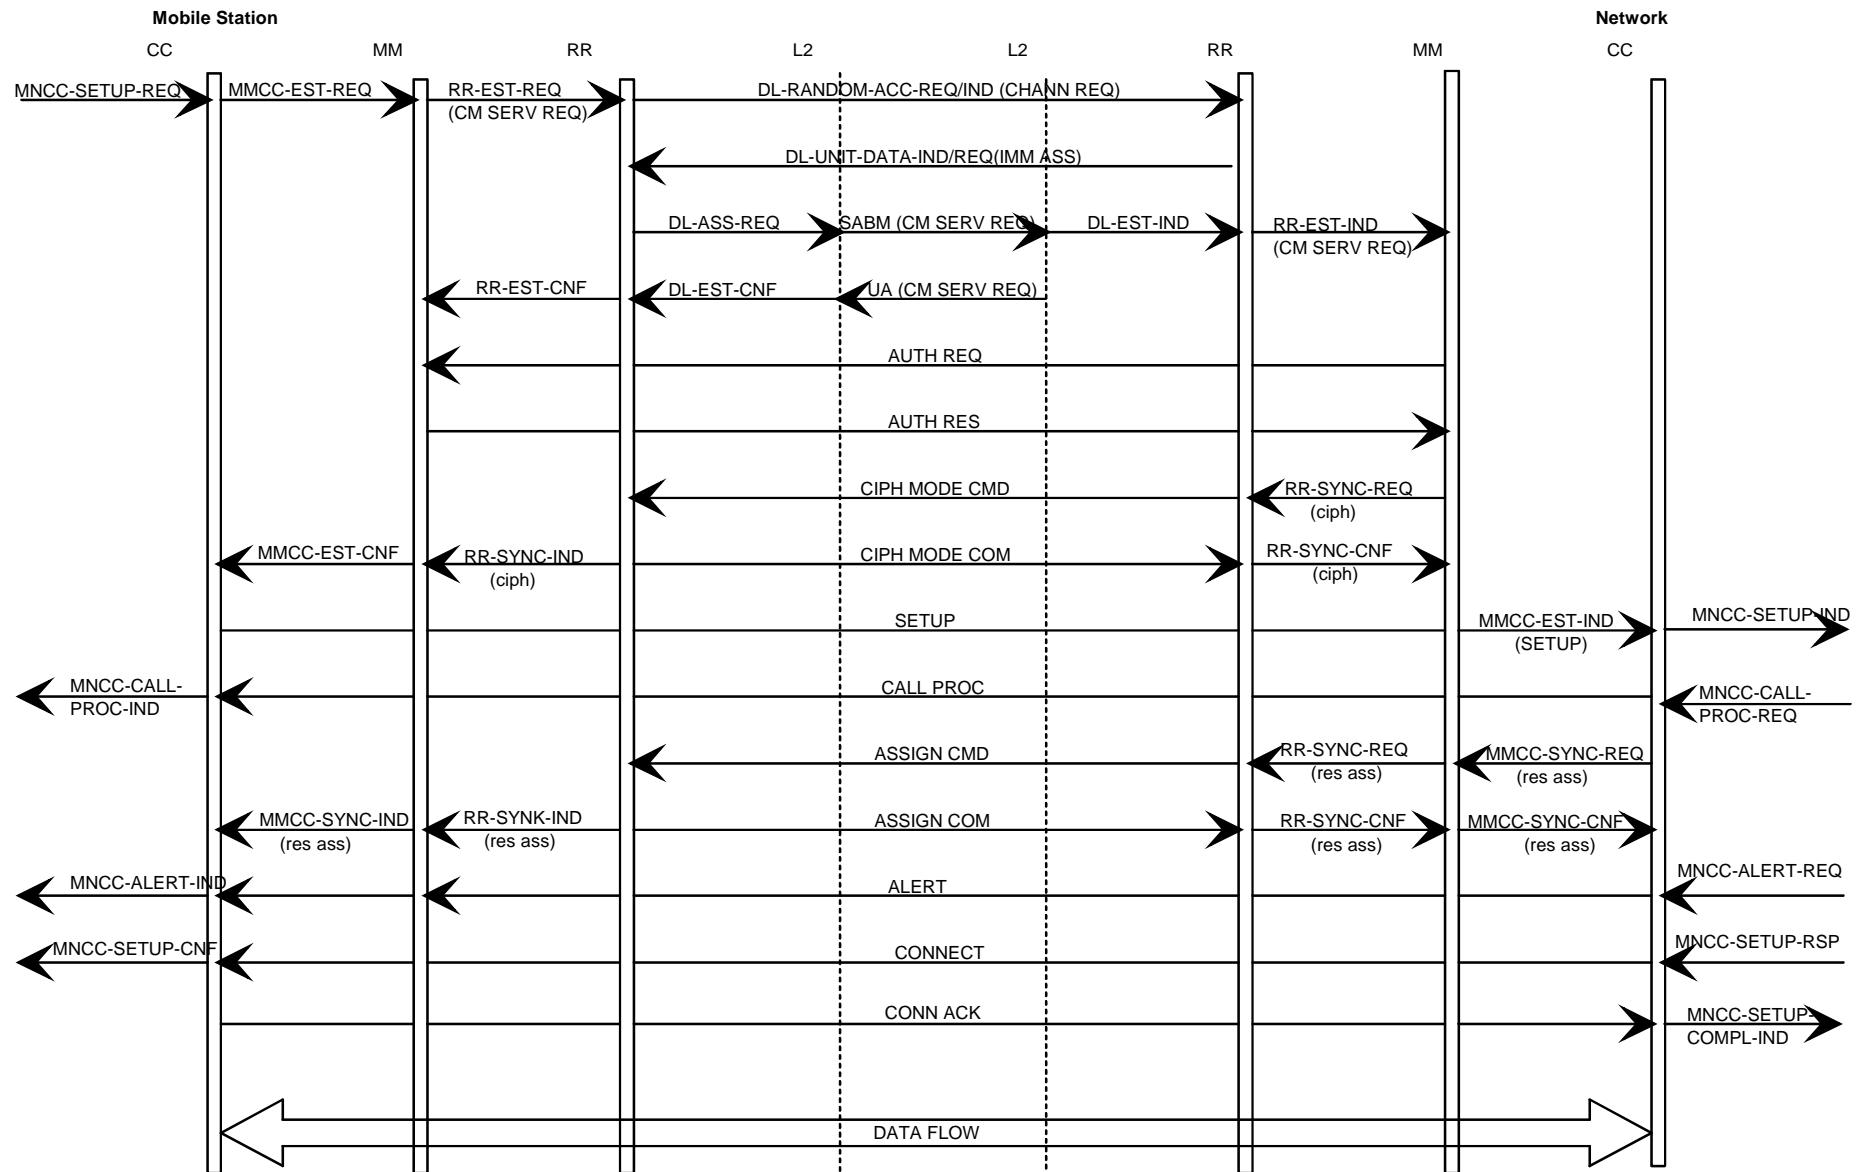 Mobile Station
Network
CC
MM
RR
L2
L2
RR
MM
CC
MNCC-SETUP-REQ
MMCC-EST-REQ
RR-EST-REQ
(CM SERV REQ)
DL-RANDOM-ACC-REQ/IND (CHANN REQ)
DL-UNIT-DATA-IND/REQ(IMM ASS)
DL-ASS-REQ
SABM (CM SERV REQ)
DL-EST-IND
RR-EST-IND
(CM SERV REQ)
RR-EST-CNF
DL-EST-CNF
UA (CM SERV REQ)
AUTH REQ
AUTH RES
CIPH MODE CMD
RR-SYNC-REQ
(ciph)
MMCC-EST-CNF
RR-SYNC-IND
(ciph)
CIPH MODE COM
RR-SYNC-CNF
(ciph)
SETUP
MMCC-EST-IND
(SETUP)
MNCC-SETUP-IND
MNCC-CALL-
PROC-IND
CALL PROC
MNCC-CALL-
PROC-REQ
ASSIGN CMD
RR-SYNC-REQ
(res ass)
MMCC-SYNC-REQ
(res ass)
MMCC-SYNC-IND
(res ass)
RR-SYNK-IND
(res ass)
ASSIGN COM
RR-SYNC-CNF
(res ass)
MMCC-SYNC-CNF
(res ass)
MNCC-ALERT-IND
ALERT
MNCC-ALERT-REQ
MNCC-SETUP-CNF
CONNECT
MNCC-SETUP-RSP
CONN ACK
MNCC-SETUP-
COMPL-IND
DATA FLOW